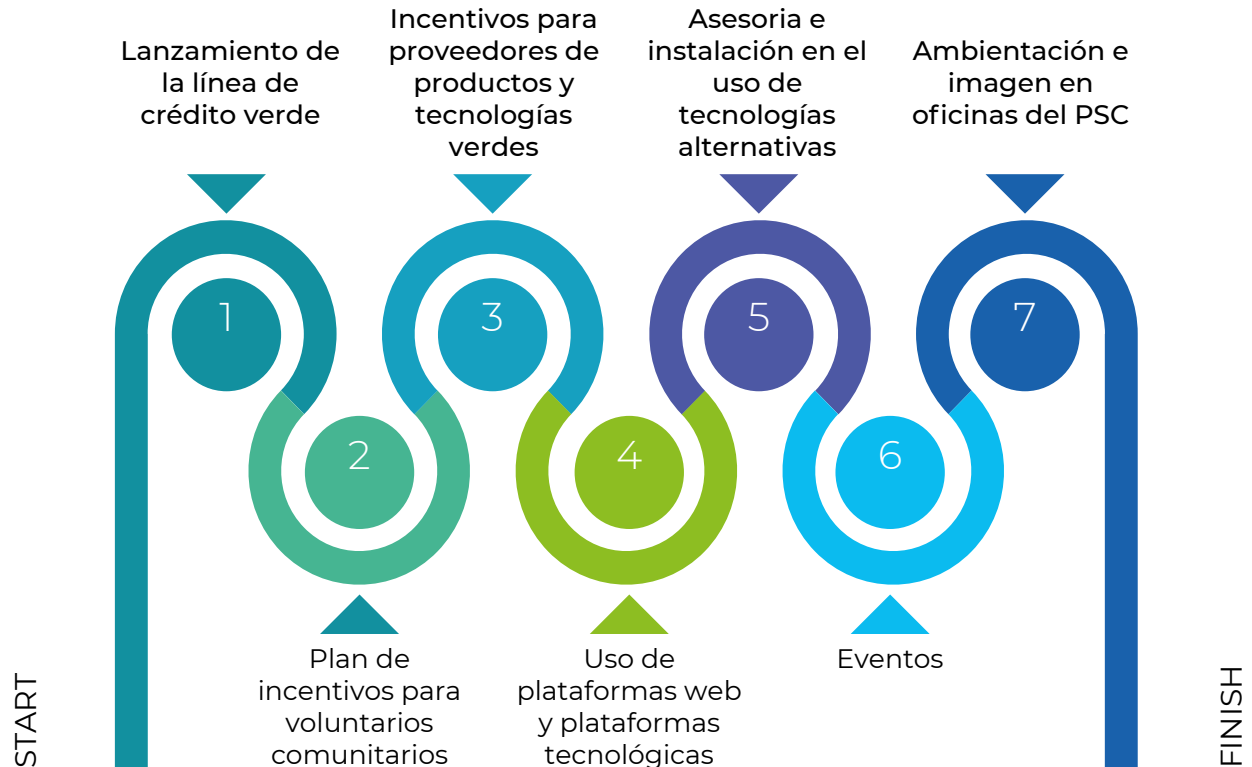 Lanzamiento de
la línea de
crédito verde
Incentivos para
proveedores de
productos y
tecnologías
verdes
Asesoria e
instalación en el
uso de
tecnologías
alternativas
Ambientación e
imagen en
oficinas del PSC
1
3
5
7
2
4
6
Plan de
incentivos para
voluntarios
comunitarios
Uso de
plataformas web
y plataformas
tecnológicas
Eventos
START
FINISH